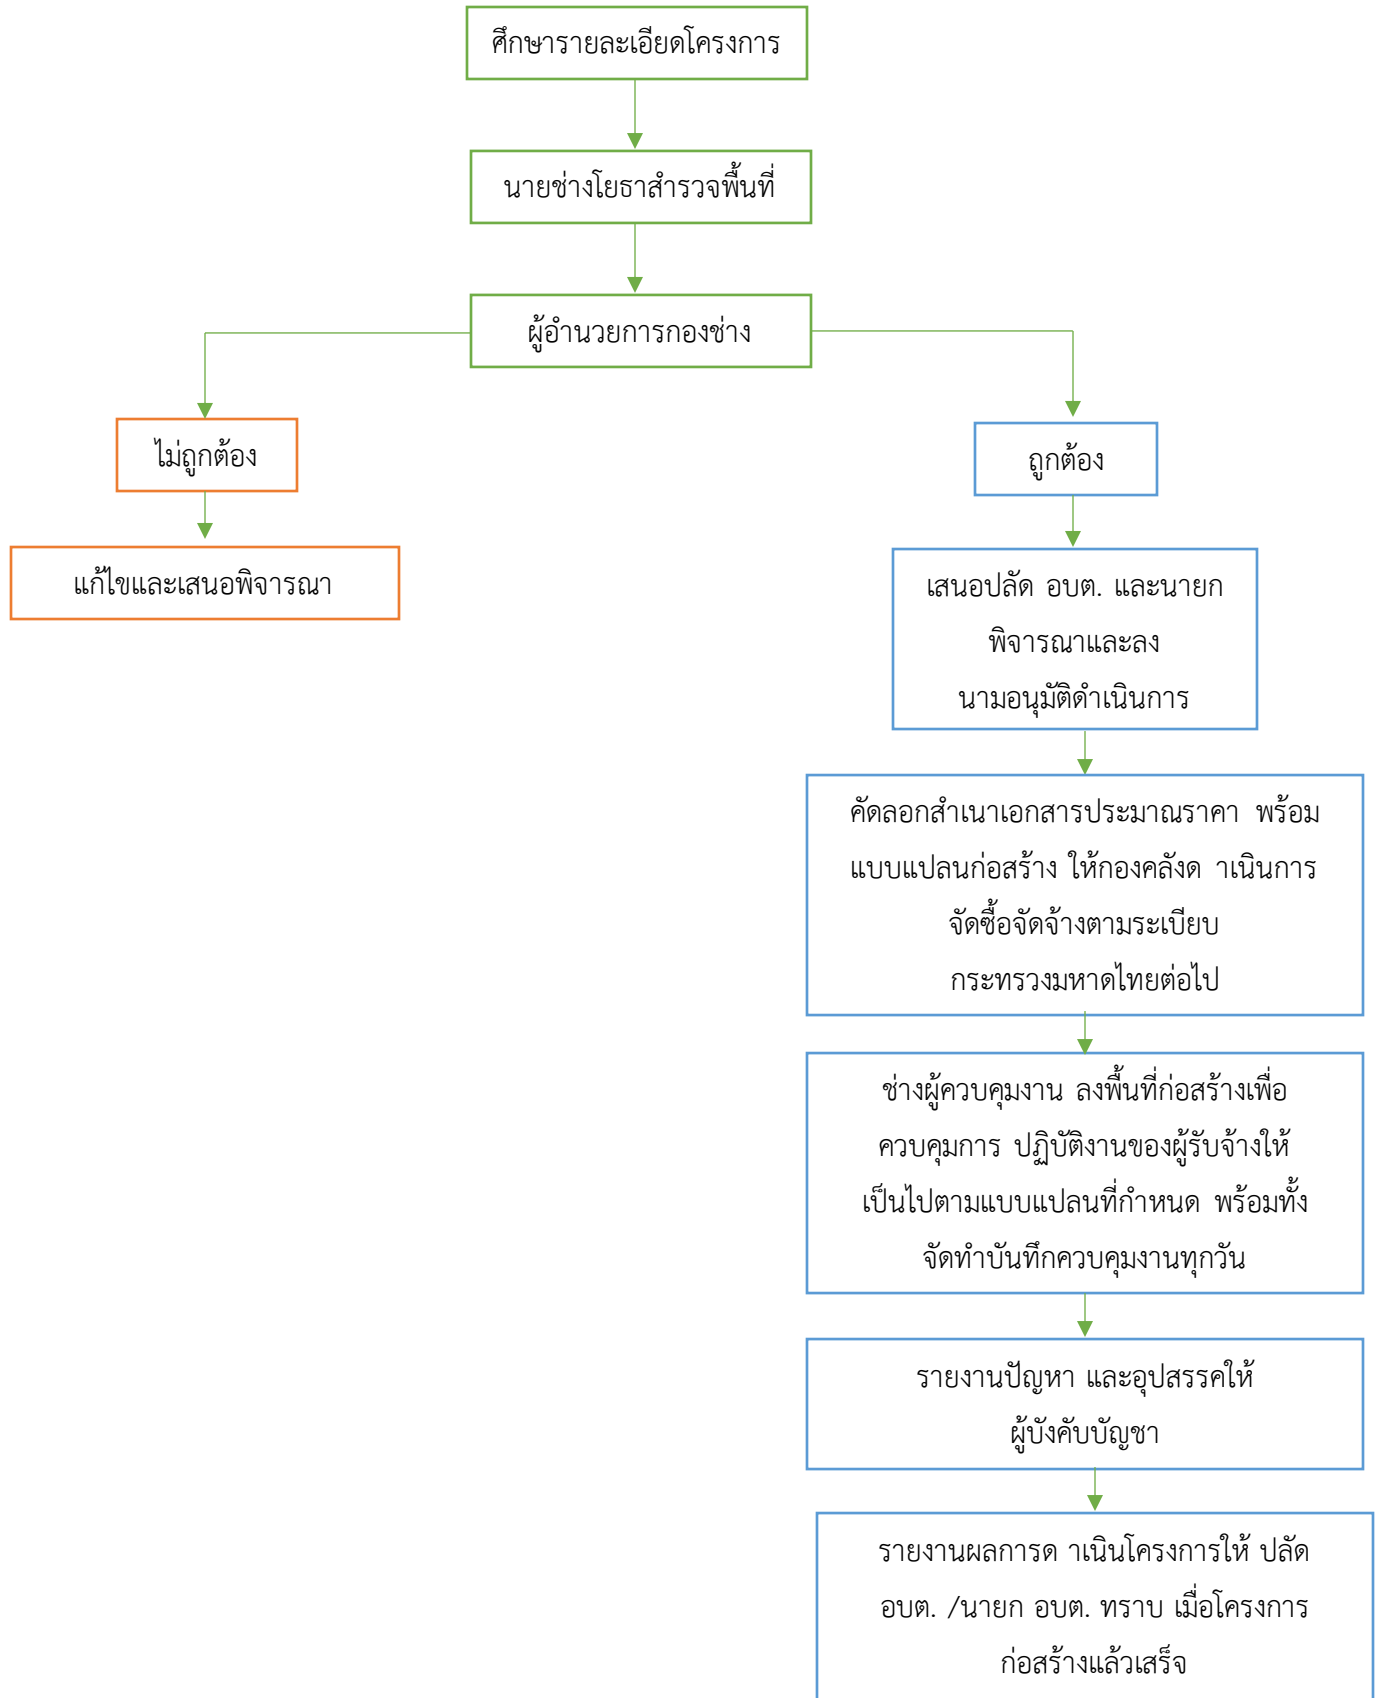 ศึกษารายละเอียดโครงการ
นายช่างโยธาสำรวจพื้นที่
ผู้อำนวยการกองช่าง
ไม่ถูกต้อง
ถูกต้อง
แก้ไขและเสนอพิจารณา
เสนอปลัด อบต. และนายก
พิจารณาและลง
นามอนุมัติดำเนินการ
คัดลอกสำเนาเอกสารประมาณราคา พร้อม
แบบแปลนก่อสร้าง ให้กองคลังด าเนินการ
จัดซื้อจัดจ้างตามระเบียบ
กระทรวงมหาดไทยต่อไป
ช่างผู้ควบคุมงาน ลงพื้นที่ก่อสร้างเพื่อ
ควบคุมการ ปฏิบัติงานของผู้รับจ้างให้
เป็นไปตามแบบแปลนที่กำหนด พร้อมทั้ง
จัดทำบันทึกควบคุมงานทุกวัน
รายงานปัญหา และอุปสรรคให้
ผู้บังคับบัญชา
รายงานผลการด าเนินโครงการให้ ปลัด
อบต. /นายก อบต. ทราบ เมื่อโครงการ
ก่อสร้างแล้วเสร็จ